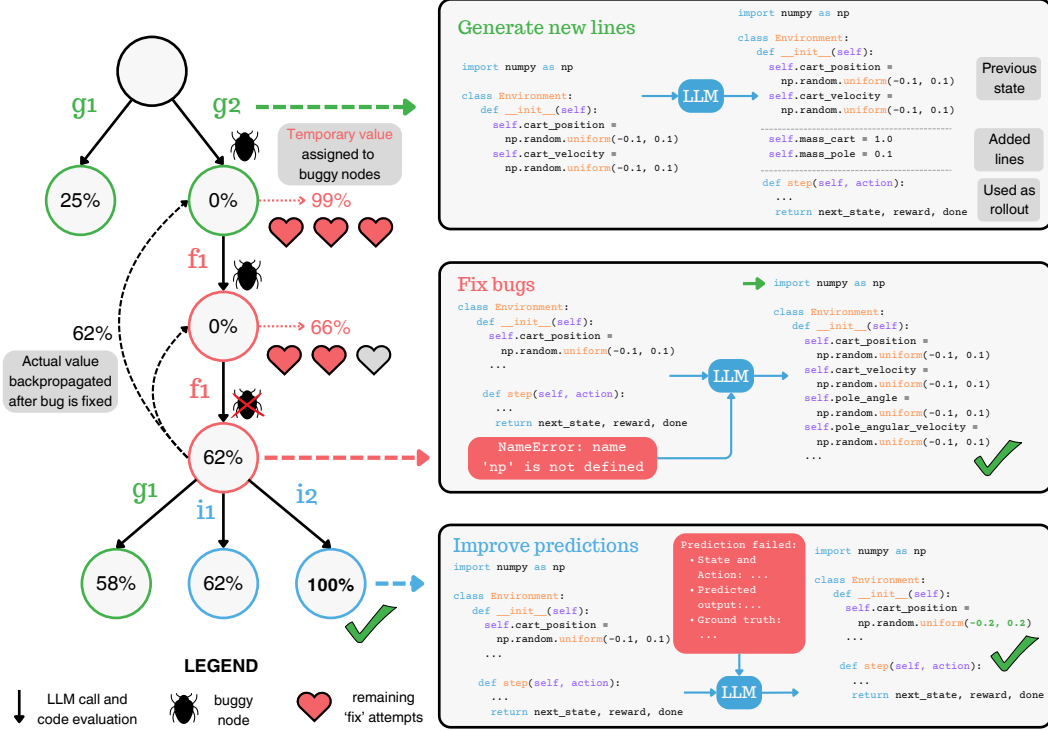 g1
g2
Temporary value
assigned to
buggy nodes
25%
0%
99%
f1
0%
66%
62%
Actual value
backpropagated
after bug is fixed
f1
62%
g1
i1
i2
58%
62%
100%
LEGEND
LLM call and
code evaluation
buggy
node
remaining
'fix' attempts
Generate new lines
import numpy as np
class Environment:
def __init__(self):
self.cart_position =
np.random.uniform(-0.1, 0.1)
self.cart_velocity =
np.random.uniform(-0.1, 0.1)
LLM
import numpy as np
class Environment:
def __init__(self):
self.cart_position =
np.random.uniform(-0.1, 0.1)
self.cart_velocity =
np.random.uniform(-0.1, 0.1)
self.mass_cart = 1.0
self.mass_pole = 0.1
def step(self, action):
...
return next_state, reward, done
Previous
state
Added
lines
Used as
rollout
Fix bugs
class Environment:
def __init__(self):
self.cart_position =
np.random.uniform(-0.1, 0.1)
...
def step(self, action):
...
return next_state, reward, done
NameError: name
'np' is not defined
LLM
import numpy as np
class Environment:
def __init__(self):
self.cart_position =
np.random.uniform(-0.1, 0.1)
self.cart_velocity =
np.random.uniform(-0.1, 0.1)
self.pole_angle =
np.random.uniform(-0.1, 0.1)
self.pole_angular_velocity =
np.random.uniform(-0.1, 0.1)
...
Improve predictions
import numpy as np
class Environment:
def __init__(self):
self.cart_position =
np.random.uniform(-0.1, 0.1)
...
def step(self, action):
...
return next_state, reward, done
Prediction failed:
• State and
Action: ...
• Predicted
output:...
• Ground truth:
...
LLM
import numpy as np
class Environment:
def __init__(self):
self.cart_position =
np.random.uniform(-0.2, 0.2)
...
def step(self, action):
...
return next_state, reward, done